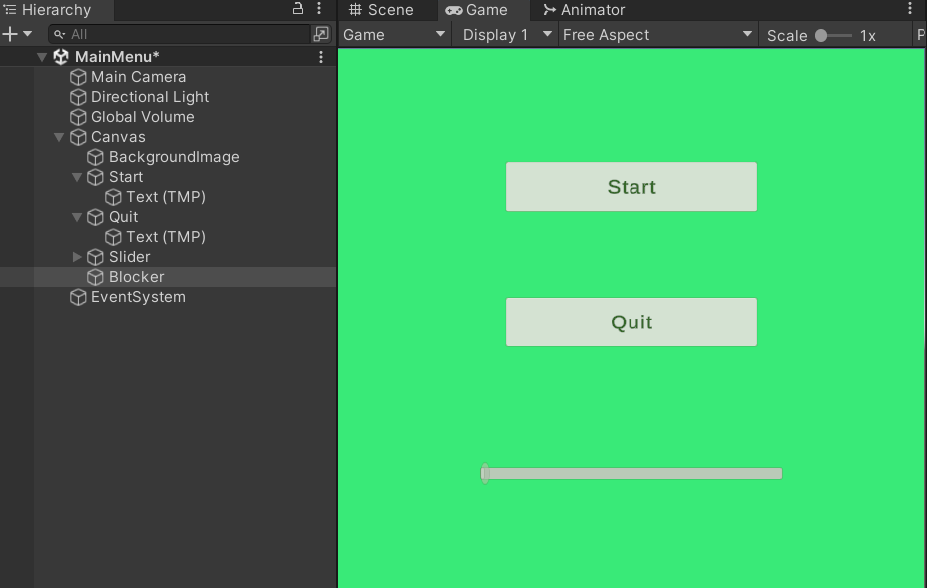 Hierarchy
All
MainMenu*
Main Camera
Directional Light
Global Volume
Canvas
BackgroundImage
Start
Text (TMP)
Quit
Text (TMP)
Slider
Blocker
EventSystem
Scene Game Animator
Game Display 1 Free Aspect Scale 1x P
Start
Quit